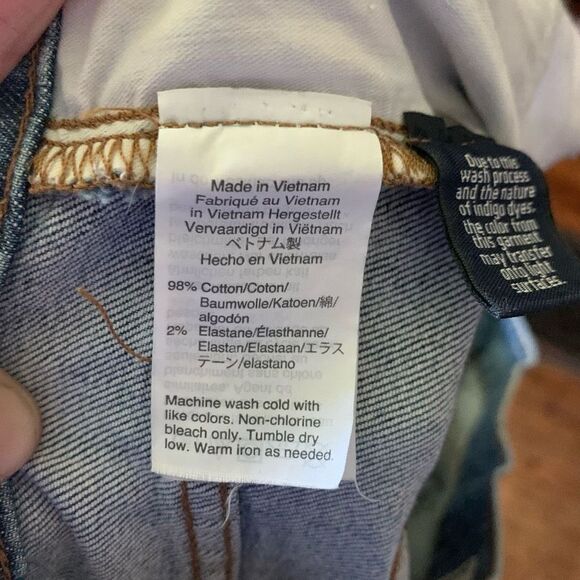 Made in Vietnam
Fabriqué au Vietnam
in Vietnam Hergestellt
Vervaardigd in Viëtnam
ベトナム製
Hecho en Vietnam
98% Cotton/Coton/
Baumwolle/Katoen/綿/
algodón
2% Elastane/Élasthanne/
Elastan/Elastaan/エラス
テーン/elastano
Machine wash cold with
like colors. Non-chlorine
bleach only. Tumble dry
low. Warm iron as needed.
Due to this
wash process
and the nature
of indigo dyes,
the color from
this garment
may transfer
onto light
surfaces.